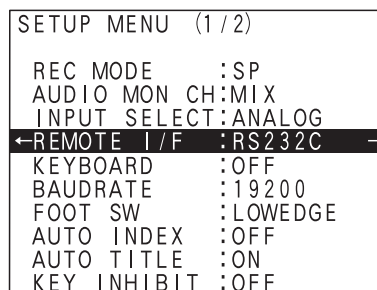 SETUP MENU (1/2)
REC MODE :SP
AUDIO MON CH:MIX
INPUT SELECT:ANALOG
←REMOTE I/F :RS232C
KEYBOARD :OFF
BAUDRATE :19200
FOOT SW :LOWEDGE
AUTO INDEX :OFF
AUTO TITLE :ON
KEY INHIBIT :OFF